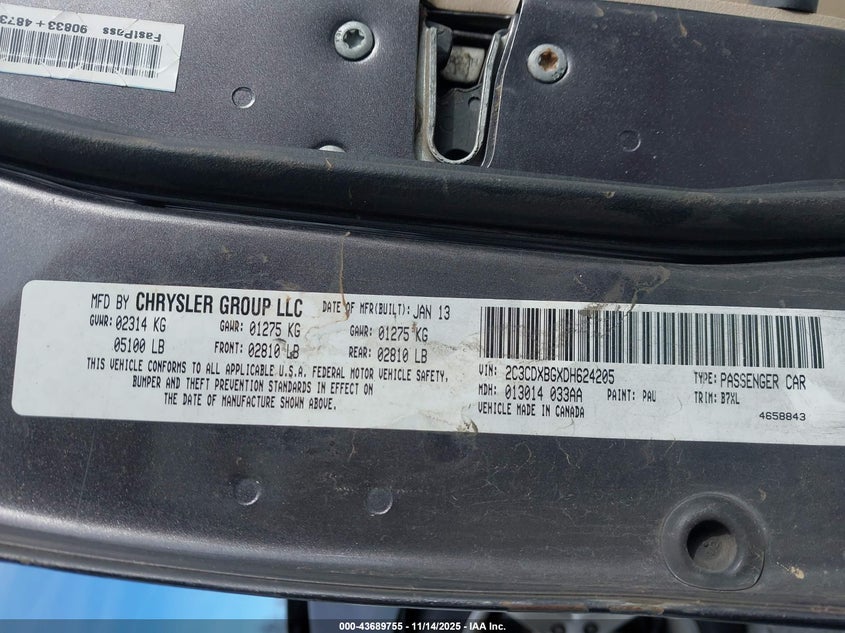 FastPass 90833 + 4873
MFD BY CHRYSLER GROUP LLC DATE OF MFR(BUILT): JAN 13
GVWR: 02314 KG GAWR: 01275 KG GAWR: 01275 KG
05100 LB FRONT: 02810 LB REAR: 02810 LB
THIS VEHICLE CONFORMS TO ALL APPLICABLE U.S.A. FEDERAL MOTOR VEHICLE SAFETY,
BUMPER AND THEFT PREVENTION STANDARDS IN EFFECT ON
THE DATE OF MANUFACTURE SHOWN ABOVE.
VIN: 2C3CDXBGXDH624205 TYPE: PASSENGER CAR
MDH: 013014 033AA PAINT: PAU TRIM: B7XL
VEHICLE MADE IN CANADA 4658843
000-43689755 - 11/14/2025 - IAA Inc.